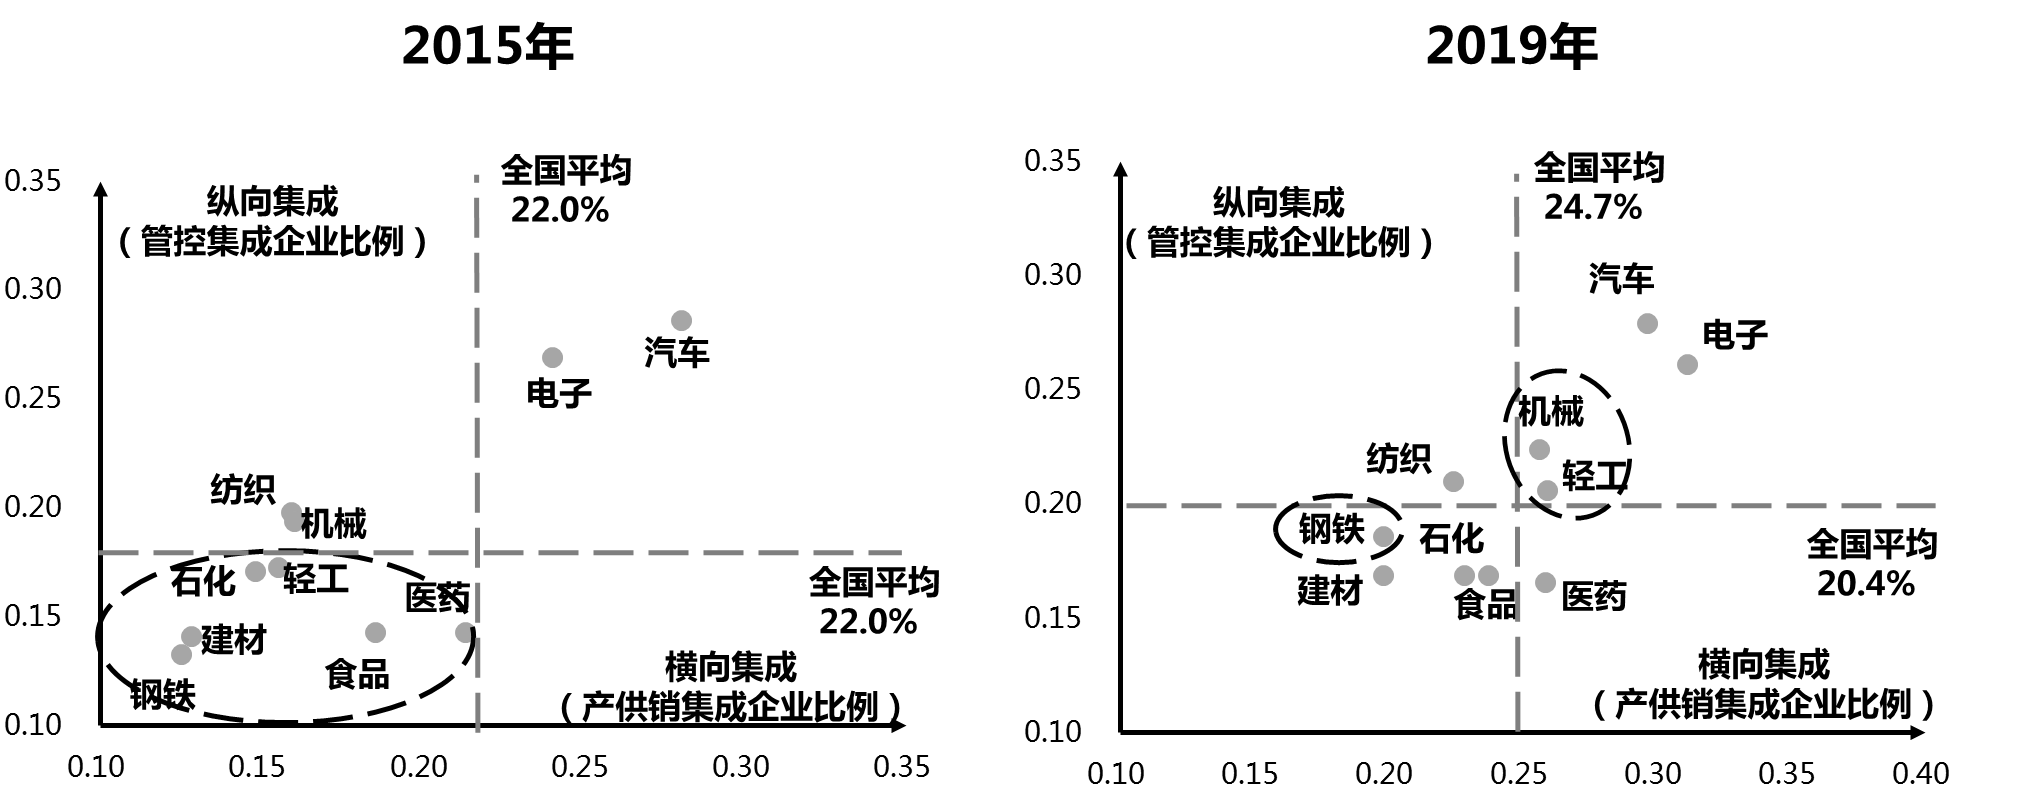 2015年
0.35
0.30
0.25
0.20
0.15
0.10
纵向集成
（管控集成企业比例）
全国平均
22.0%
汽车
电子
纺织
机械
石化
轻工
医药
建材
食品
钢铁
全国平均
22.0%
横向集成
（产供销集成企业比例）
0.10 0.15 0.20 0.25 0.30 0.35
2019年
0.35
0.30
0.25
0.20
0.15
0.10
纵向集成
（管控集成企业比例）
全国平均
24.7%
汽车
电子
机械
纺织
轻工
钢铁
石化
建材
食品
医药
全国平均
20.4%
横向集成
（产供销集成企业比例）
0.10 0.15 0.20 0.25 0.30 0.35 0.40